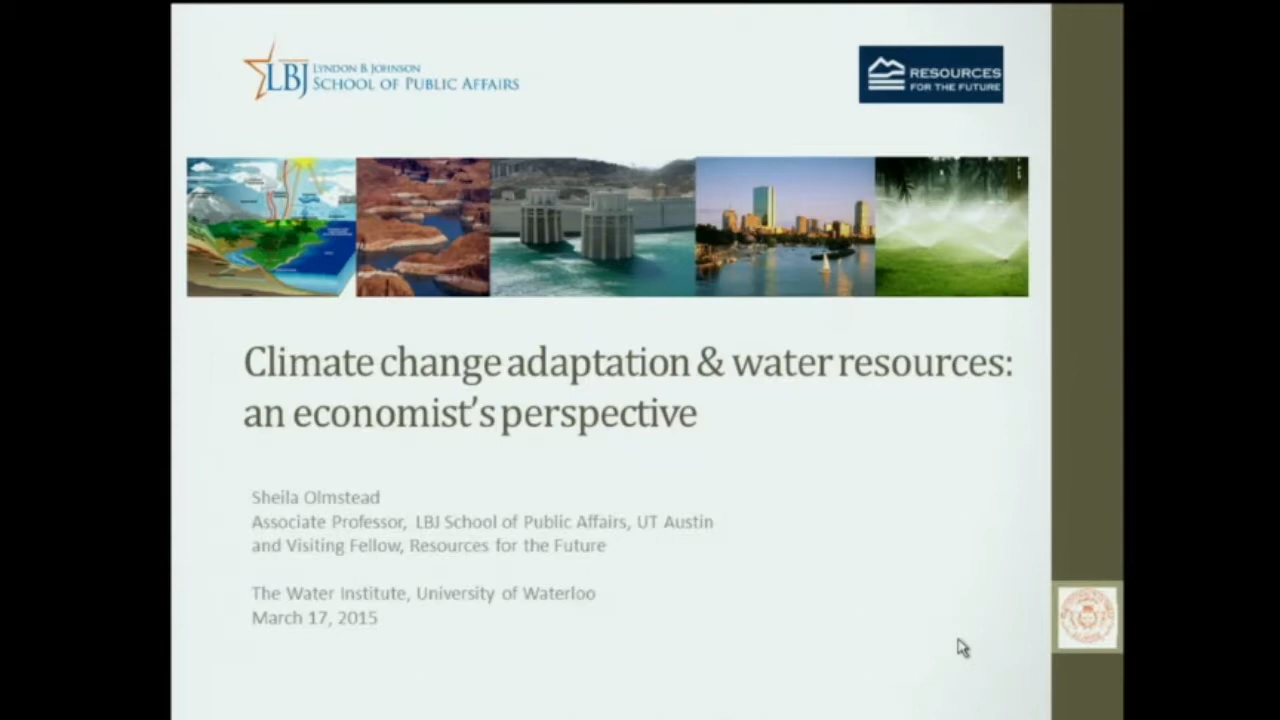 LBJ
LYNDON B JOHNSON
SCHOOL OF PUBLIC AFFAIRS
RESOURCES
FOR THE FUTURE
Climate change adaptation & water resources:
an economist's perspective
Sheila Olmstead
Associate Professor, LBJ School of Public Affairs, UT Austin
and Visiting Fellow, Resources for the Future
The Water Institute, University of Waterloo
March 17, 2015